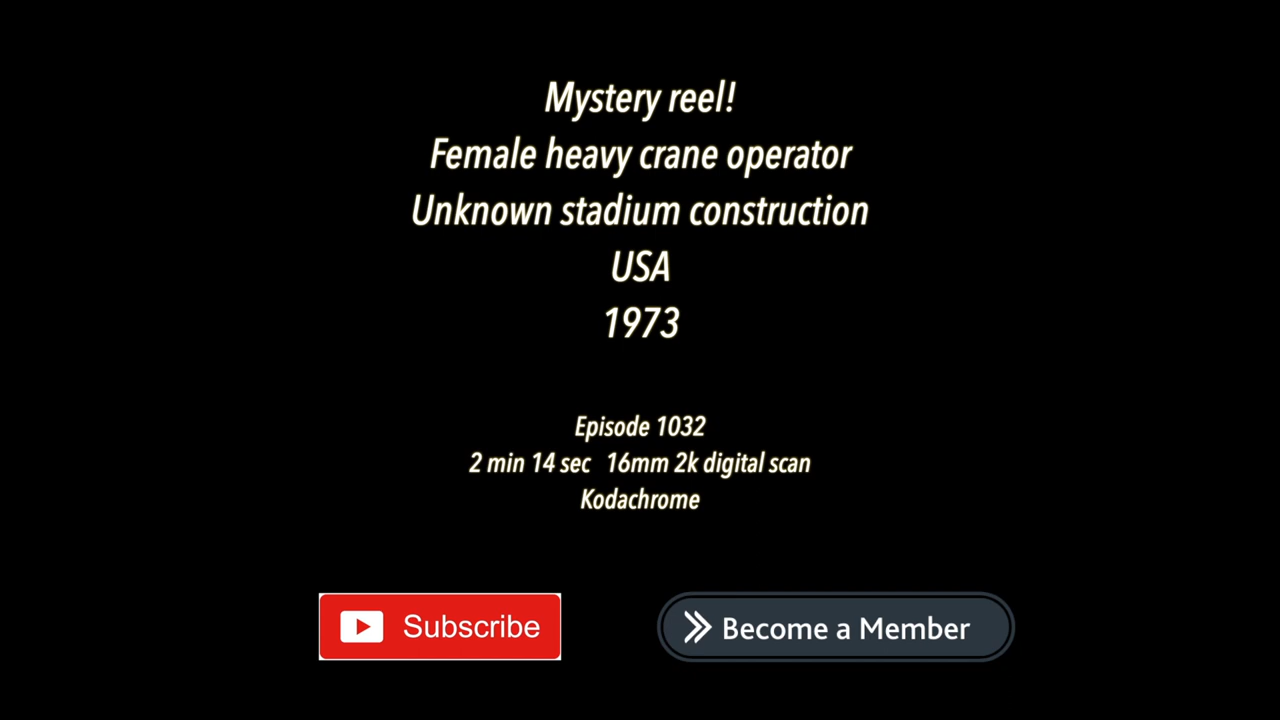 Mystery reel!
Female heavy crane operator
Unknown stadium construction
USA
1973
Episode 1032
2 min 14 sec 16mm 2k digital scan
Kodachrome
Subscribe
Become a Member